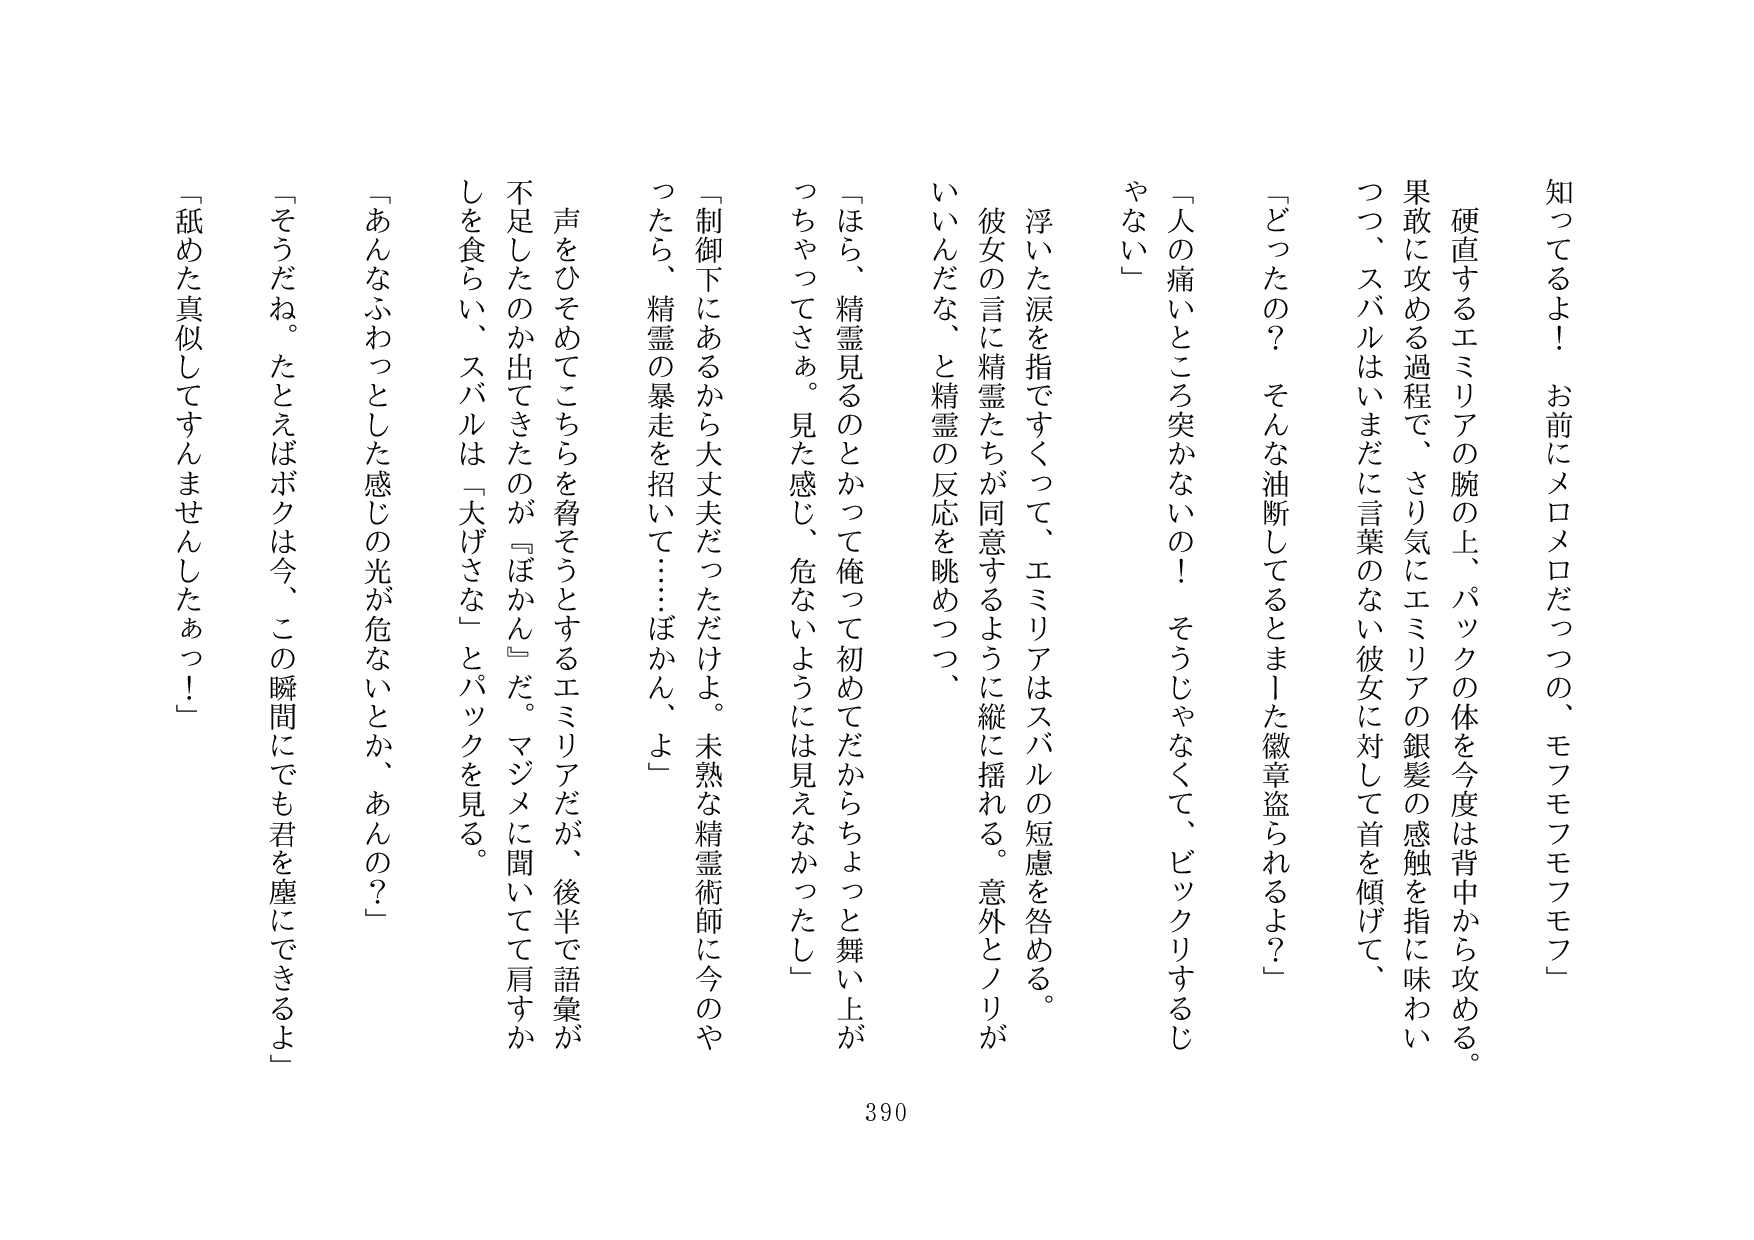 知ってるよ！　お前にメロメロだっつの、モフモフモフモフ」
　硬直するエミリアの腕の上、パックの体を今度は背中から攻める。
果敢に攻める過程で、さり気にエミリアの銀髪の感触を指に味わい
つつ、スバルはいまだに言葉のない彼女に対して首を傾げて、
「どったの？　そんな油断してるとまーた徽章盗られるよ？」
「人の痛いところ突かないの！　そうじゃなくて、ビックリするじ
ゃない」
　浮いた涙を指ですくって、エミリアはスバルの短慮を咎める。
　彼女の言に精霊たちが同意するように縦に揺れる。意外とノリが
いいんだな、と精霊の反応を眺めつつ、
「ほら、精霊見るのとかって俺って初めてだからちょっと舞い上が
っちゃってさぁ。見た感じ、危ないようには見えなかったし」
「制御下にあるから大丈夫だっただけよ。未熟な精霊術師に今のや
ったら、精霊の暴走を招いて……ぼかん、よ」
　声をひそめてこちらを脅そうとするエミリアだが、後半で語彙が
不足したのか出てきたのが『ぼかん』だ。マジメに聞いてて肩すか
しを食らい、スバルは「大げさな」とパックを見る。
「あんなふわっとした感じの光が危ないとか、あんの？」
「そうだね。たとえばボクは今、この瞬間にでも君を塵にできるよ」
「舐めた真似してすんませんしたぁっ！」
390